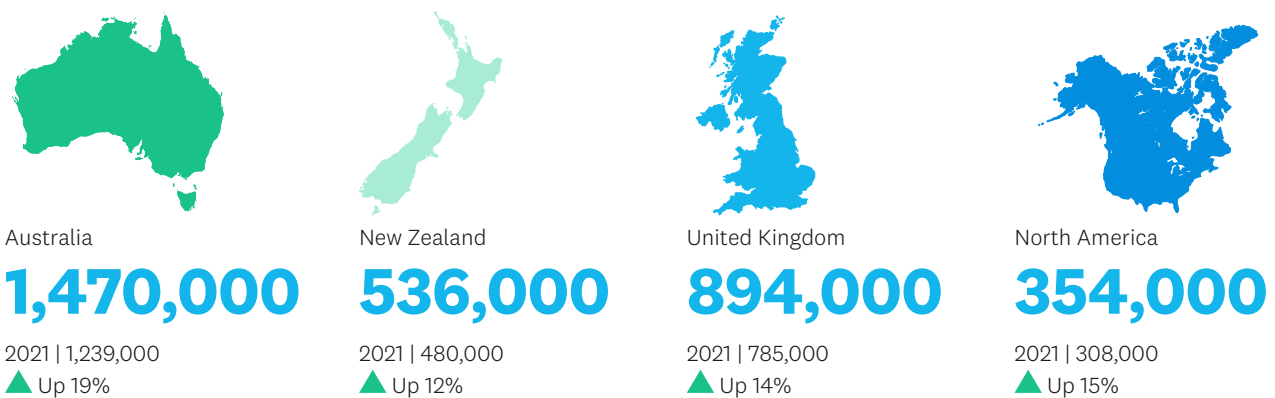 Australia
1,470,000
2021 | 1,239,000
Up 19%
New Zealand
536,000
2021 | 480,000
Up 12%
United Kingdom
894,000
2021 | 785,000
Up 14%
North America
354,000
2021 | 308,000
Up 15%